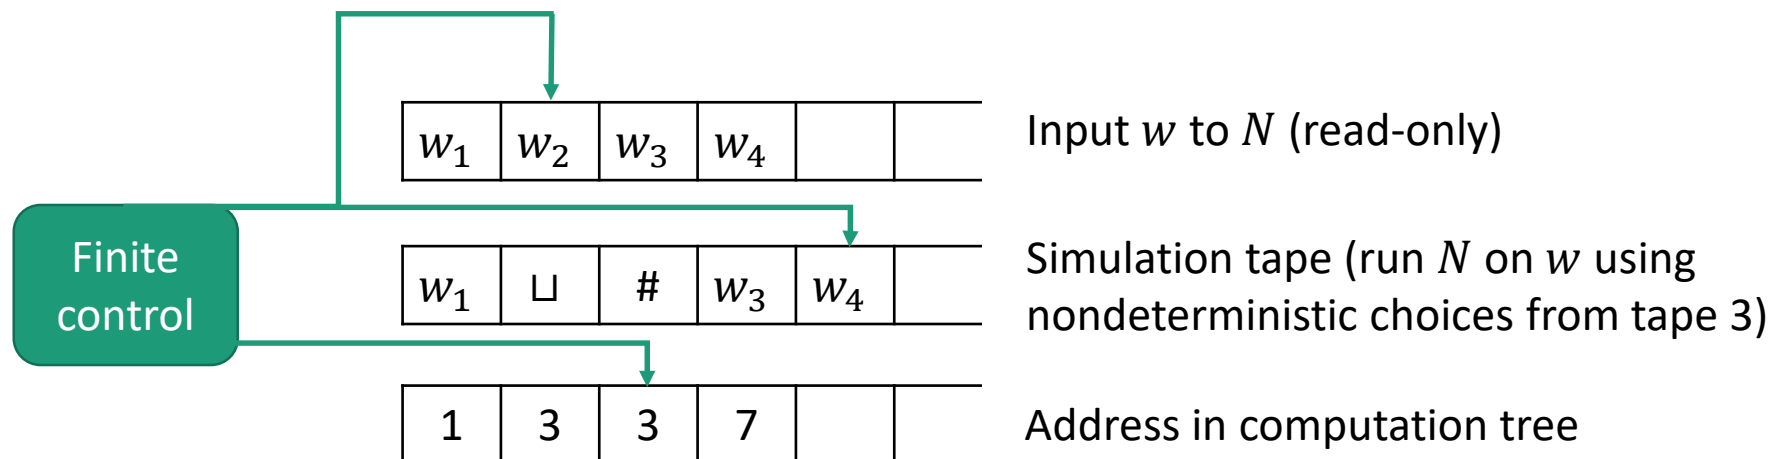 w₁ w₂ w₃ w₄
Input w to N (read-only)
Finite
control
w₁ ⊔ # w₃ w₄
Simulation tape (run N on w using
nondeterministic choices from tape 3)
1 3 3 7
Address in computation tree